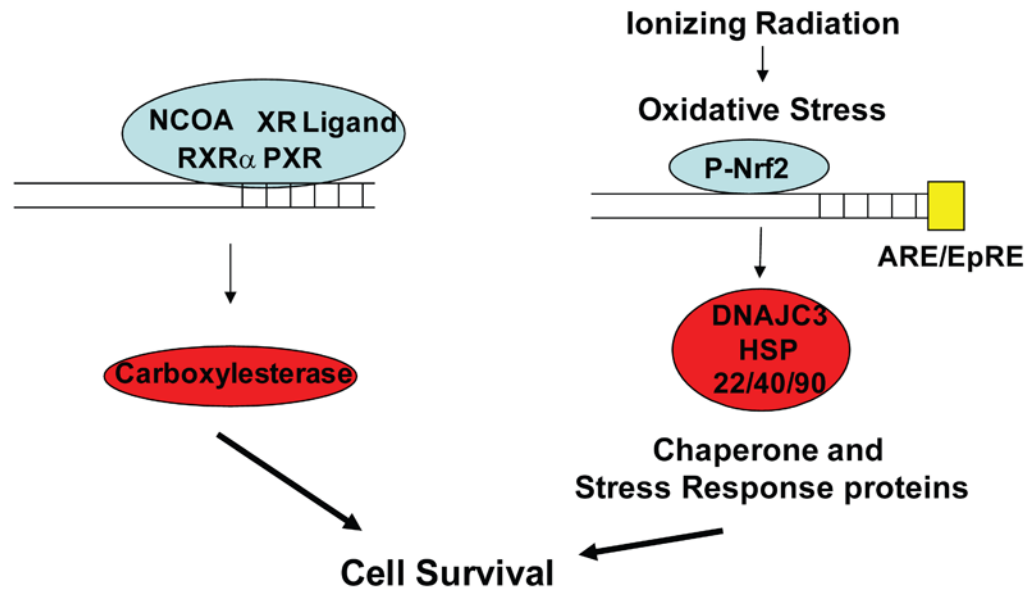 NCOA XR Ligand
RXRα PXR
Carboxylesterase
Ionizing Radiation
Oxidative Stress
P-Nrf2
ARE/EpRE
DNAJC3
HSP
22/40/90
Chaperone and
Stress Response proteins
Cell Survival